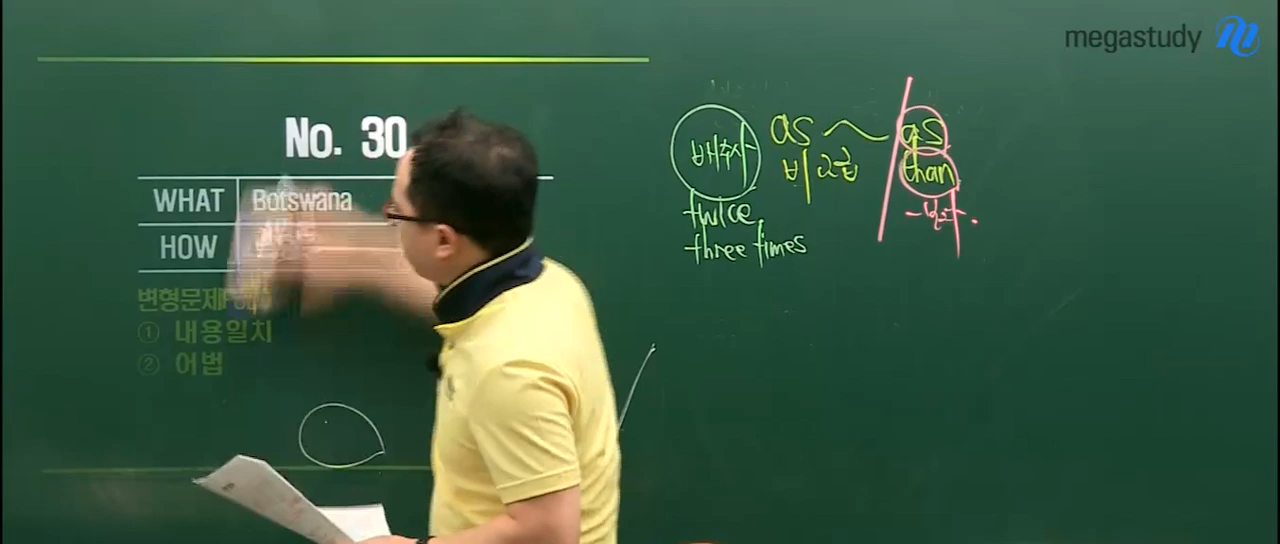 megastudy
No. 30
WHAT Botswana
HOW
변형문제 Point
① 내용일치
② 어법
배수사 as as
비교급 than
twice
three times